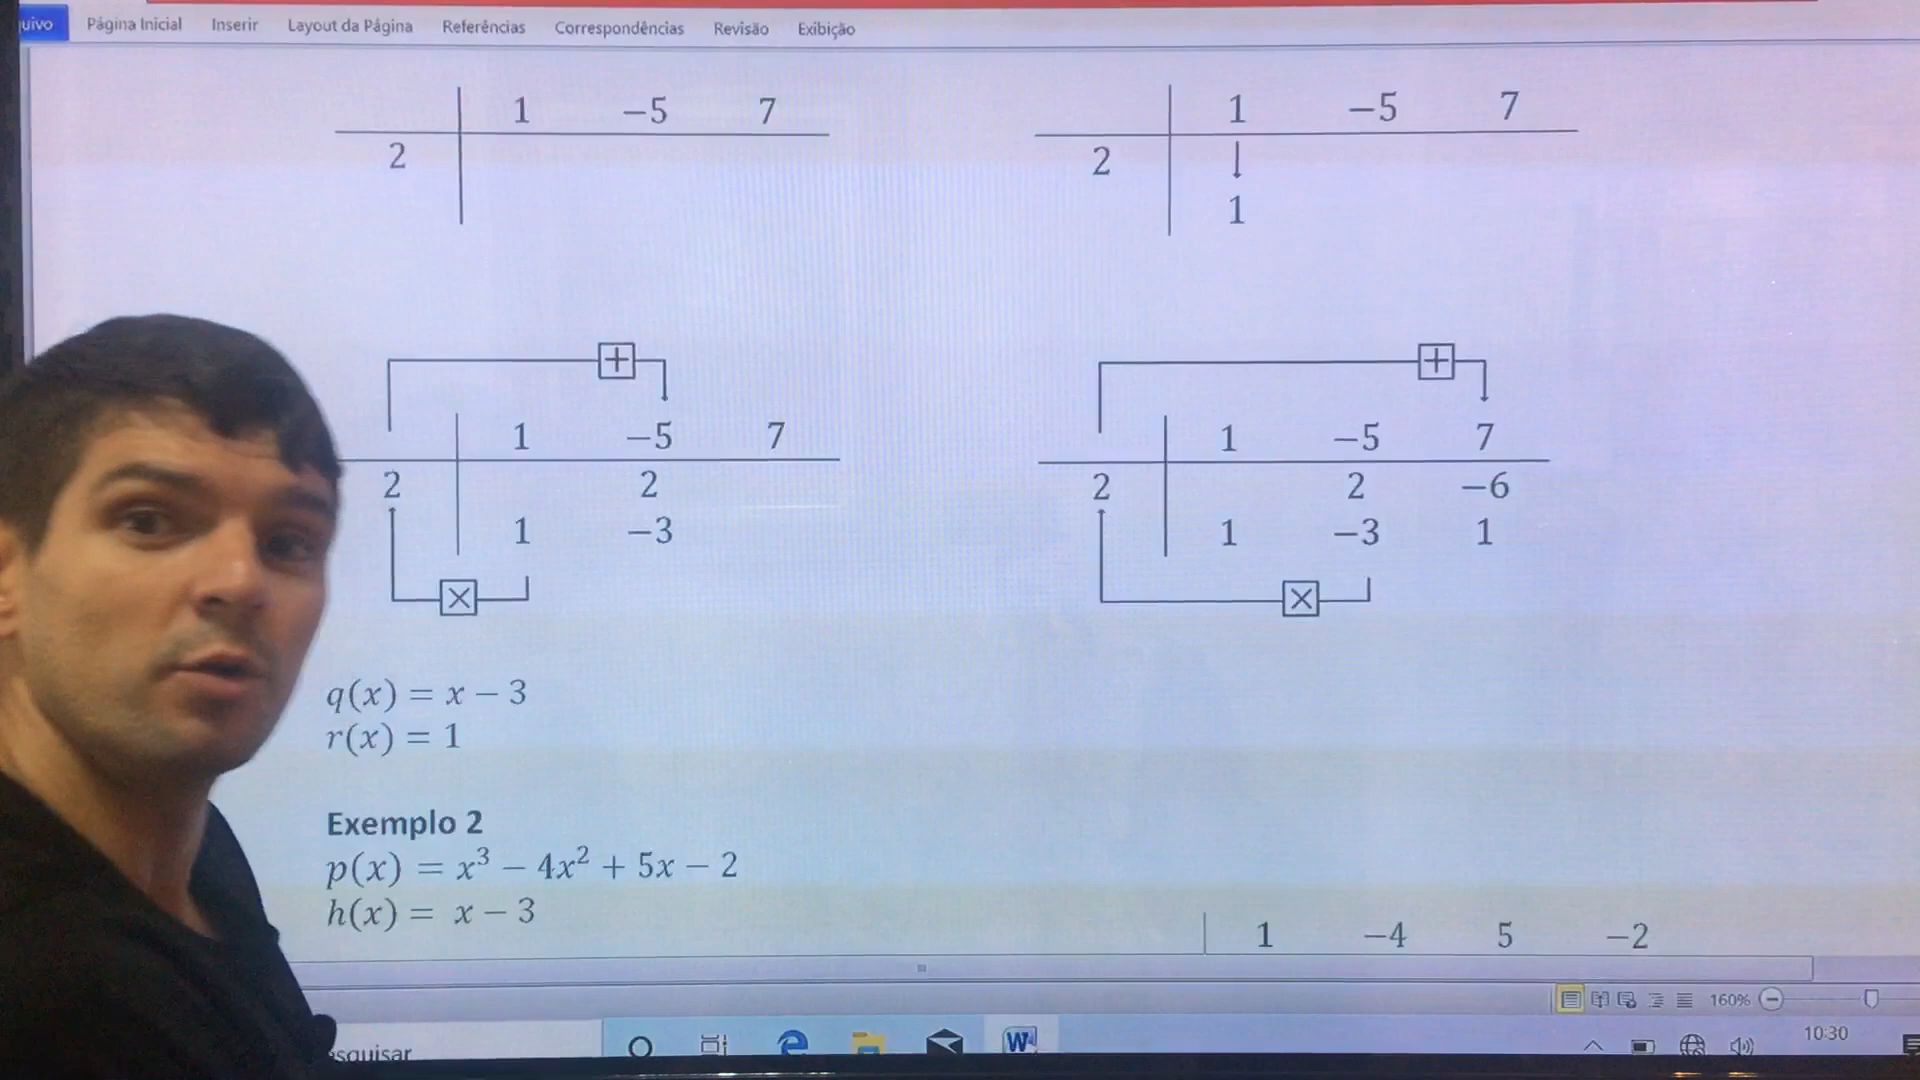 uivo Página Inicial Inserir Layout da Página Referências Correspondências Revisão Exibição
1 −5 7
2
1 −5 7
2
1
+
1 −5 7
2 2
1 −3
×
+
1 −5 7
2 2 −6
1 −3 1
×
q(x) = x − 3
r(x) = 1
Exemplo 2
p(x) = x³ − 4x² + 5x − 2
h(x) = x − 3
1 −4 5 −2
160%
esquisar
W
10:30